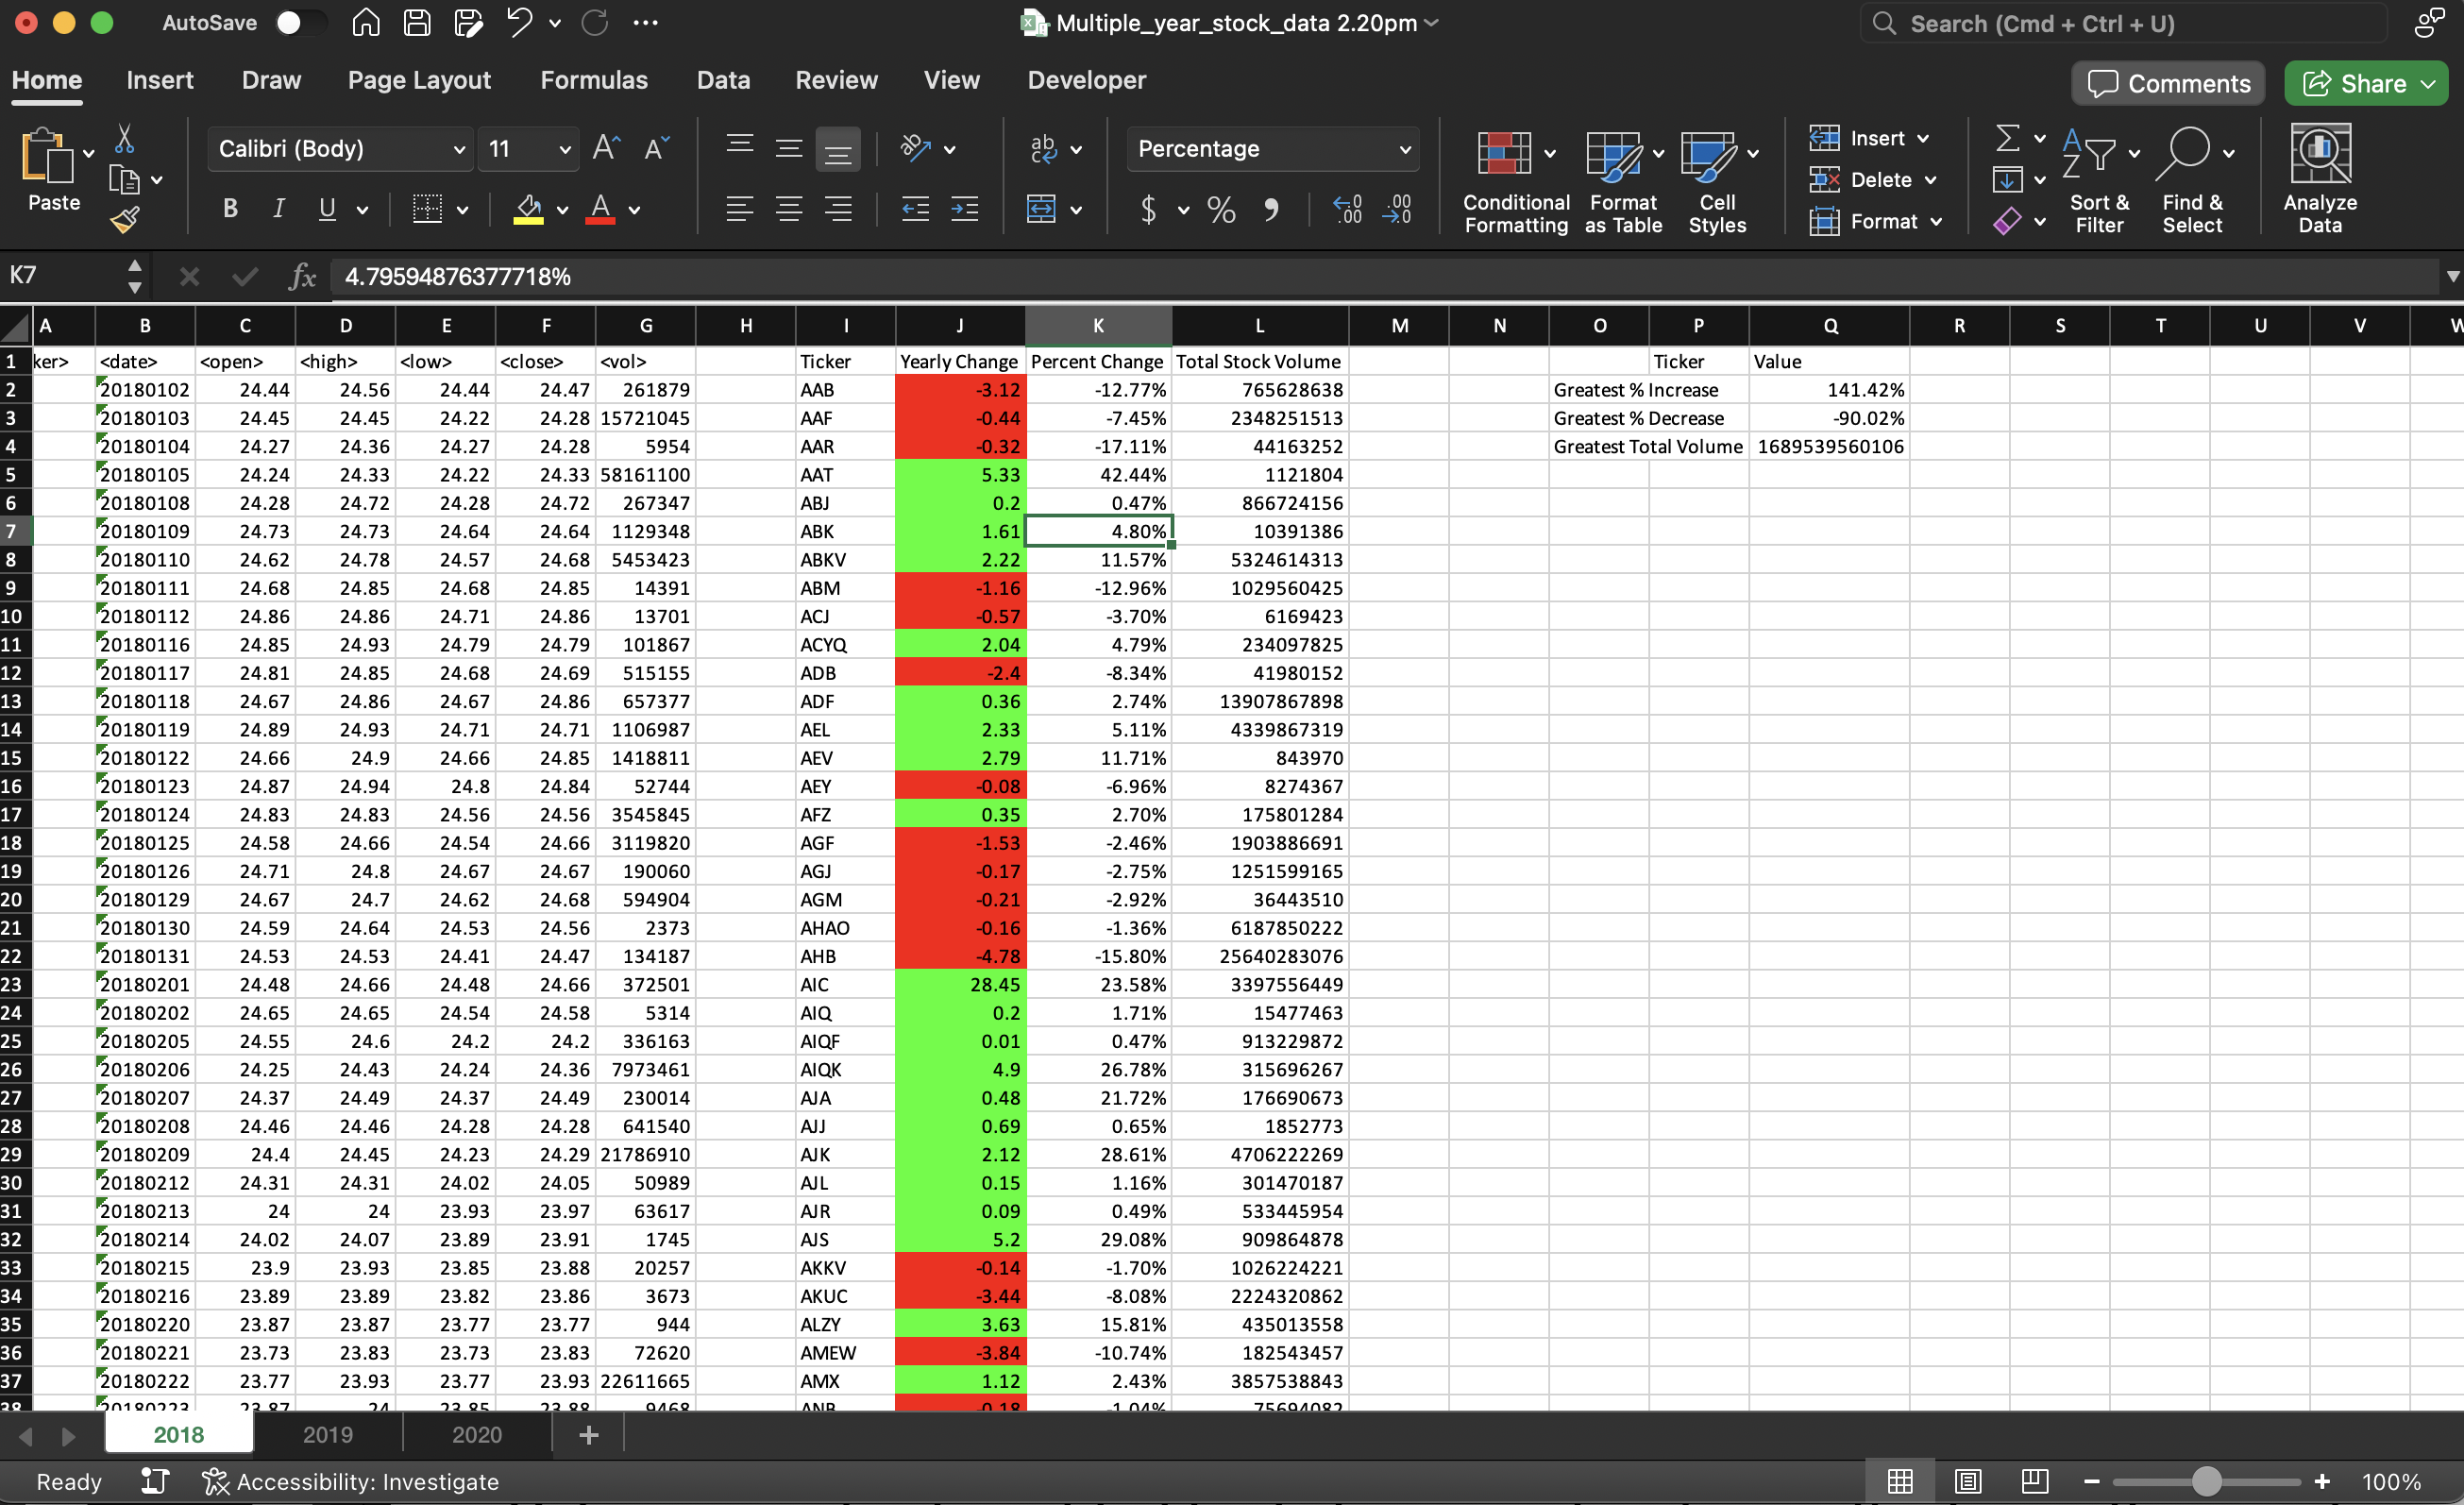 AutoSave
Multiple_year_stock_data 2.20pm
Search (Cmd + Ctrl + U)
Home Insert Draw Page Layout Formulas Data Review View Developer
Comments Share
Paste
Calibri (Body) 11
Percentage
Conditional Formatting
Format as Table
Cell Styles
Insert
Delete
Format
Sort & Filter
Find & Select
Analyze Data
K7 fx 4.79594876377718%
A B C D E F G H I J K L M N O P Q R S T U V W
1 ker> <date> <open> <high> <low> <close> <vol> Ticker Yearly Change Percent Change Total Stock Volume Ticker Value
2 20180102 24.44 24.56 24.44 24.47 261879 AAB -3.12 -12.77% 765628638 Greatest % Increase 141.42%
3 20180103 24.45 24.45 24.22 24.28 15721045 AAF -0.44 -7.45% 2348251513 Greatest % Decrease -90.02%
4 20180104 24.27 24.36 24.27 24.28 5954 AAR -0.32 -17.11% 44163252 Greatest Total Volume 1689539560106
5 20180105 24.24 24.33 24.22 24.33 58161100 AAT 5.33 42.44% 1121804
6 20180108 24.28 24.72 24.28 24.72 267347 ABJ 0.2 0.47% 866724156
7 20180109 24.73 24.73 24.64 24.64 1129348 ABK 1.61 4.80% 10391386
8 20180110 24.62 24.78 24.57 24.68 5453423 ABKV 2.22 11.57% 5324614313
9 20180111 24.68 24.85 24.68 24.85 14391 ABM -1.16 -12.96% 1029560425
10 20180112 24.86 24.86 24.71 24.86 13701 ACJ -0.57 -3.70% 6169423
11 20180116 24.85 24.93 24.79 24.79 101867 ACYQ 2.04 4.79% 234097825
12 20180117 24.81 24.85 24.68 24.69 515155 ADB -2.4 -8.34% 41980152
13 20180118 24.67 24.86 24.67 24.86 657377 ADF 0.36 2.74% 13907867898
14 20180119 24.89 24.93 24.71 24.71 1106987 AEL 2.33 5.11% 4339867319
15 20180122 24.66 24.9 24.66 24.85 1418811 AEV 2.79 11.71% 843970
16 20180123 24.87 24.94 24.8 24.84 52744 AEY -0.08 -6.96% 8274367
17 20180124 24.83 24.83 24.56 24.56 3545845 AFZ 0.35 2.70% 175801284
18 20180125 24.58 24.66 24.54 24.66 3119820 AGF -1.53 -2.46% 1903886691
19 20180126 24.71 24.8 24.67 24.67 190060 AGJ -0.17 -2.75% 1251599165
20 20180129 24.67 24.7 24.62 24.68 594904 AGM -0.21 -2.92% 36443510
21 20180130 24.59 24.64 24.53 24.56 2373 AHAO -0.16 -1.36% 6187850222
22 20180131 24.53 24.53 24.41 24.47 134187 AHB -4.78 -15.80% 25640283076
23 20180201 24.48 24.66 24.48 24.66 372501 AIC 28.45 23.58% 3397556449
24 20180202 24.65 24.65 24.54 24.58 5314 AIQ 0.2 1.71% 15477463
25 20180205 24.55 24.6 24.2 24.2 336163 AIQF 0.01 0.47% 913229872
26 20180206 24.25 24.43 24.24 24.36 7973461 AIQK 4.9 26.78% 315696267
27 20180207 24.37 24.49 24.37 24.49 230014 AJA 0.48 21.72% 176690673
28 20180208 24.46 24.46 24.28 24.28 641540 AJJ 0.69 0.65% 1852773
29 20180209 24.4 24.45 24.23 24.29 21786910 AJK 2.12 28.61% 4706222269
30 20180212 24.31 24.31 24.02 24.05 50989 AJL 0.15 1.16% 301470187
31 20180213 24 24 23.93 23.97 63617 AJR 0.09 0.49% 533445954
32 20180214 24.02 24.07 23.89 23.91 1745 AJS 5.2 29.08% 909864878
33 20180215 23.9 23.93 23.85 23.88 20257 AKKV -0.14 -1.70% 1026224221
34 20180216 23.89 23.89 23.82 23.86 3673 AKUC -3.44 -8.08% 2224320862
35 20180220 23.87 23.87 23.77 23.77 944 ALZY 3.63 15.81% 435013558
36 20180221 23.73 23.83 23.73 23.83 72620 AMEW -3.84 -10.74% 182543457
37 20180222 23.77 23.93 23.77 23.93 22611665 AMX 1.12 2.43% 3857538843
38 20180223 23.87 24 23.85 23.88 9468 ANB -0.18 -1.04% 75694082
2018 2019 2020 +
Ready Accessibility: Investigate 100%